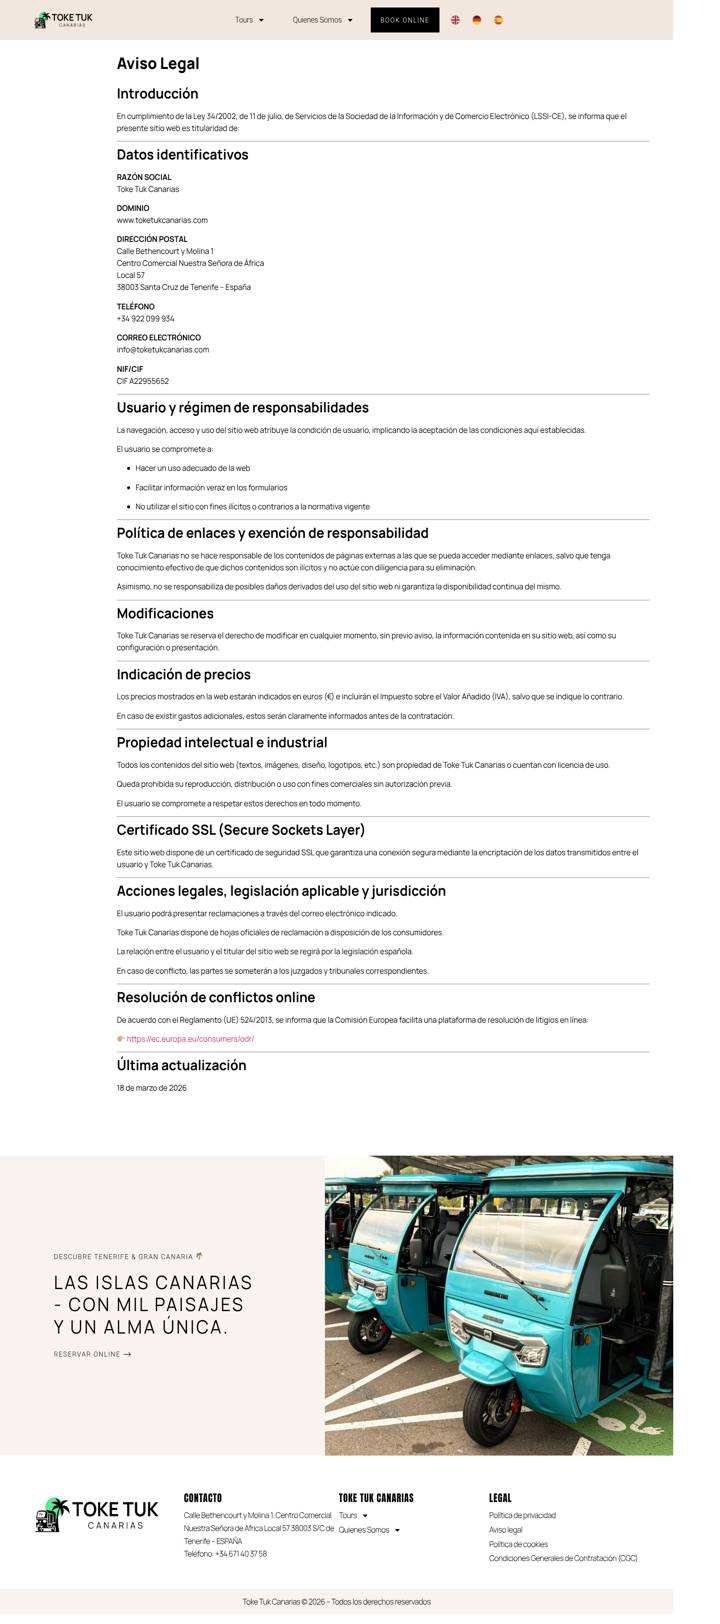 TOKE TUK
CANARIAS
Tours
Quienes Somos
BOOK ONLINE
Aviso Legal
Introducción
En cumplimiento de la Ley 34/2002, de 11 de julio, de Servicios de la Sociedad de la Información y de Comercio Electrónico (LSSI-CE), se informa que el
presente sitio web es titularidad de:
Datos identificativos
RAZÓN SOCIAL
Toke Tuk Canarias
DOMINIO
www.toketukcanarias.com
DIRECCIÓN POSTAL
Calle Bethencourt y Molina 1
Centro Comercial Nuestra Señora de África
Local 57
38003 Santa Cruz de Tenerife – España
TELÉFONO
+34 922 099 934
CORREO ELECTRÓNICO
info@toketukcanarias.com
NIF/CIF
CIF A22955652
Usuario y régimen de responsabilidades
La navegación, acceso y uso del sitio web atribuye la condición de usuario, implicando la aceptación de las condiciones aquí establecidas.
El usuario se compromete a:
• Hacer un uso adecuado de la web
• Facilitar información veraz en los formularios
• No utilizar el sitio con fines ilícitos o contrarios a la normativa vigente
Política de enlaces y exención de responsabilidad
Toke Tuk Canarias no se hace responsable de los contenidos de páginas externas a las que se pueda acceder mediante enlaces, salvo que tenga
conocimiento efectivo de que dichos contenidos son ilícitos y no actúe con diligencia para su eliminación.
Asimismo, no se responsabiliza de posibles daños derivados del uso del sitio web ni garantiza la disponibilidad continua del mismo.
Modificaciones
Toke Tuk Canarias se reserva el derecho de modificar en cualquier momento, sin previo aviso, la información contenida en su sitio web, así como su
configuración o presentación.
Indicación de precios
Los precios mostrados en la web estarán indicados en euros (€) e incluirán el Impuesto sobre el Valor Añadido (IVA), salvo que se indique lo contrario.
En caso de existir gastos adicionales, estos serán claramente informados antes de la contratación.
Propiedad intelectual e industrial
Todos los contenidos del sitio web (textos, imágenes, diseño, logotipos, etc.) son propiedad de Toke Tuk Canarias o cuentan con licencia de uso.
Queda prohibida su reproducción, distribución o uso con fines comerciales sin autorización previa.
El usuario se compromete a respetar estos derechos en todo momento.
Certificado SSL (Secure Sockets Layer)
Este sitio web dispone de un certificado de seguridad SSL que garantiza una conexión segura mediante la encriptación de los datos transmitidos entre el
usuario y Toke Tuk Canarias.
Acciones legales, legislación aplicable y jurisdicción
El usuario podrá presentar reclamaciones a través del correo electrónico indicado.
Toke Tuk Canarias dispone de hojas oficiales de reclamación a disposición de los consumidores.
La relación entre el usuario y el titular del sitio web se regirá por la legislación española.
En caso de conflicto, las partes se someterán a los juzgados y tribunales correspondientes.
Resolución de conflictos online
De acuerdo con el Reglamento (UE) 524/2013, se informa que la Comisión Europea facilita una plataforma de resolución de litigios en línea:
👉 https://ec.europa.eu/consumers/odr/
Última actualización
18 de marzo de 2026
DESCUBRE TENERIFE & GRAN CANARIA 🌴
LAS ISLAS CANARIAS
- CON MIL PAISAJES
Y UN ALMA ÚNICA.
RESERVAR ONLINE →
TOKE TUK
CANARIAS
CONTACTO
Calle Bethencourt y Molina 1. Centro Comercial
Nuestra Señora de Africa Local 57 38003 S/C de
Tenerife – ESPAÑA
Teléfono: +34 671 40 37 58
TOKE TUK CANARIAS
Tours
Quienes Somos
LEGAL
Política de privacidad
Aviso legal
Política de cookies
Condiciones Generales de Contratación (CGC)
Toke Tuk Canarias © 2026 – Todos los derechos reservados